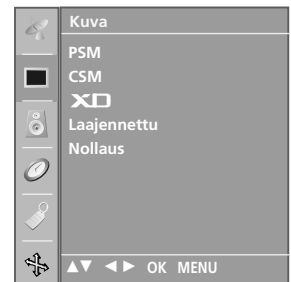 Kuva
PSM
CSM
XD
Laajennettu
Nollaus
▲▼ ◄► OK MENU